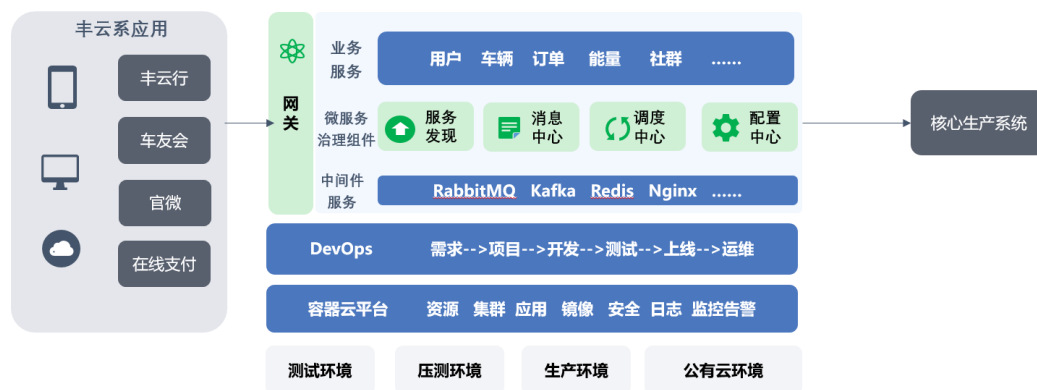 丰云系应用
丰云行
车友会
官微
在线支付
网
关
业务
服务
用户 车辆 订单 能量 社群 ......
微服务
治理组件
服务
发现
消息
中心
调度
中心
配置
中心
中间件
服务
RabbitMQ Kafka Redis Nginx ......
DevOps 需求-->项目-->开发-->测试-->上线-->运维
容器云平台 资源 集群 应用 镜像 安全 日志 监控告警
测试环境 压测环境 生产环境 公有云环境
核心生产系统